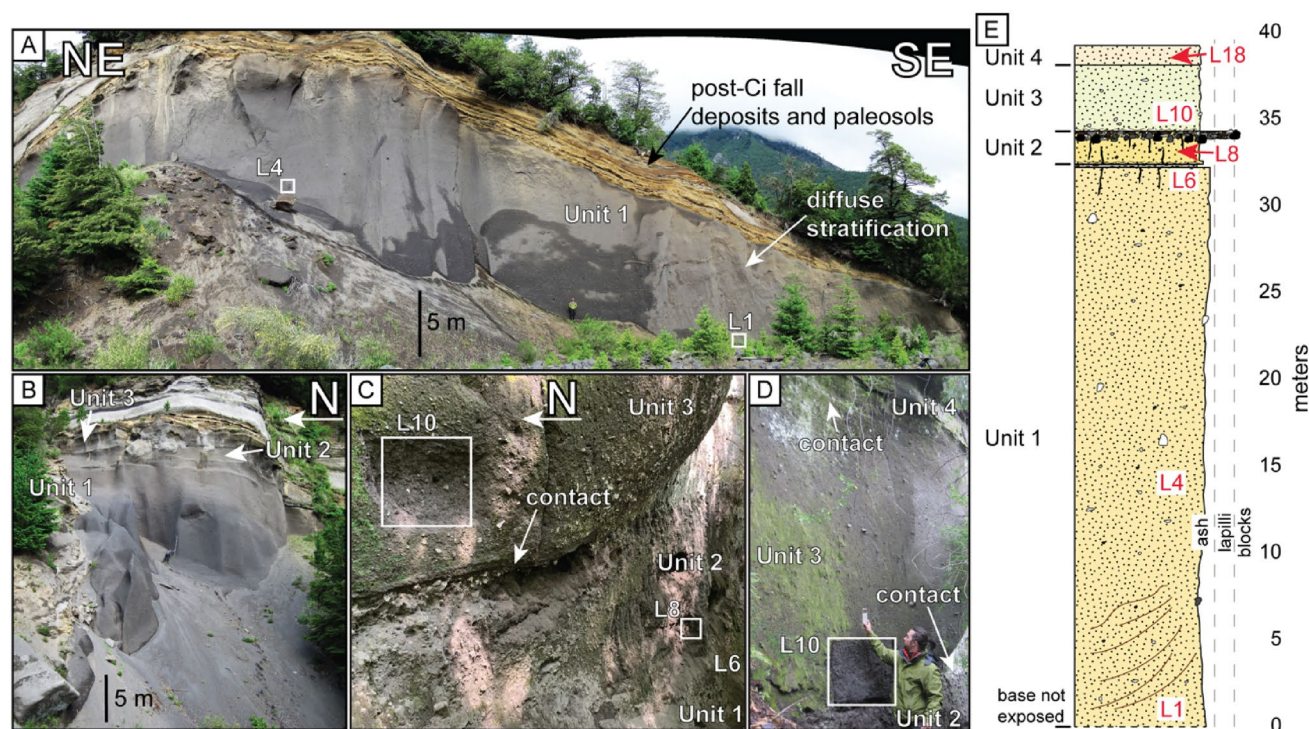 A
NE
SE
post-Ci fall
deposits and paleosols
L4
Unit 1
diffuse
stratification
5 m
L1
B
Unit 3
N
Unit 2
Unit 1
5 m
C
N
Unit 3
L10
contact
Unit 2
L8
L6
Unit 1
D
Unit 4
contact
Unit 3
contact
L10
Unit 2
E
40
Unit 4
L18
Unit 3
35
L10
Unit 2
L8
L6
30
25
20
meters
Unit 1
15
L4
ash
lapilli
blocks
10
5
base not
exposed
L1
0